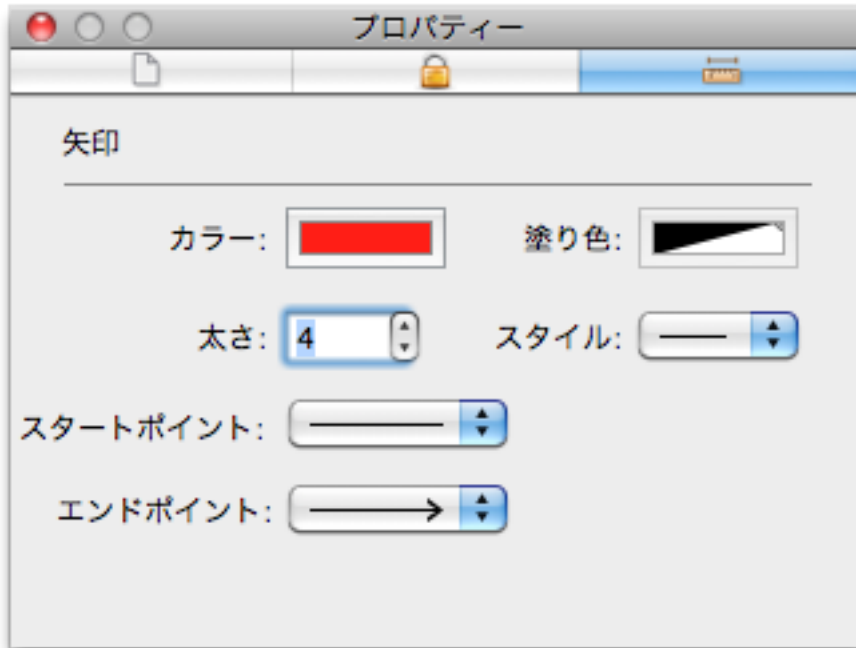 プロパティー
矢印
カラー: 塗り色:
太さ: 4 スタイル:
スタートポイント:
エンドポイント: